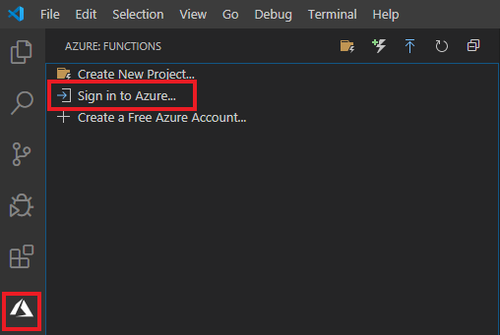 File Edit Selection View Go Debug Terminal Help
AZURE: FUNCTIONS
Create New Project...
Sign in to Azure...
Create a Free Azure Account...